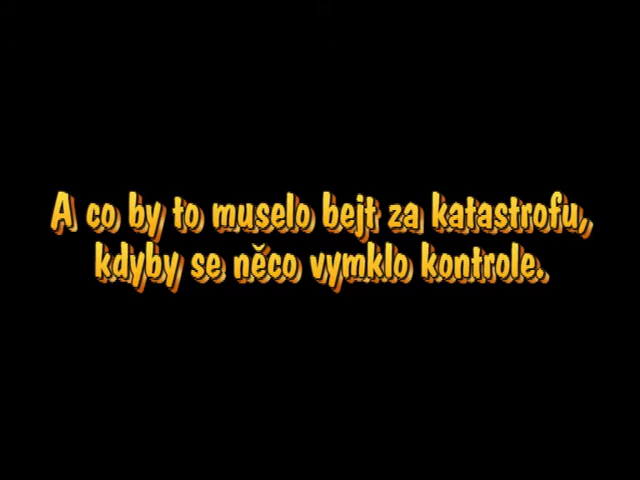 A co by to muselo bejt za katastrofu,
kdyby se něco vymklo kontrole.